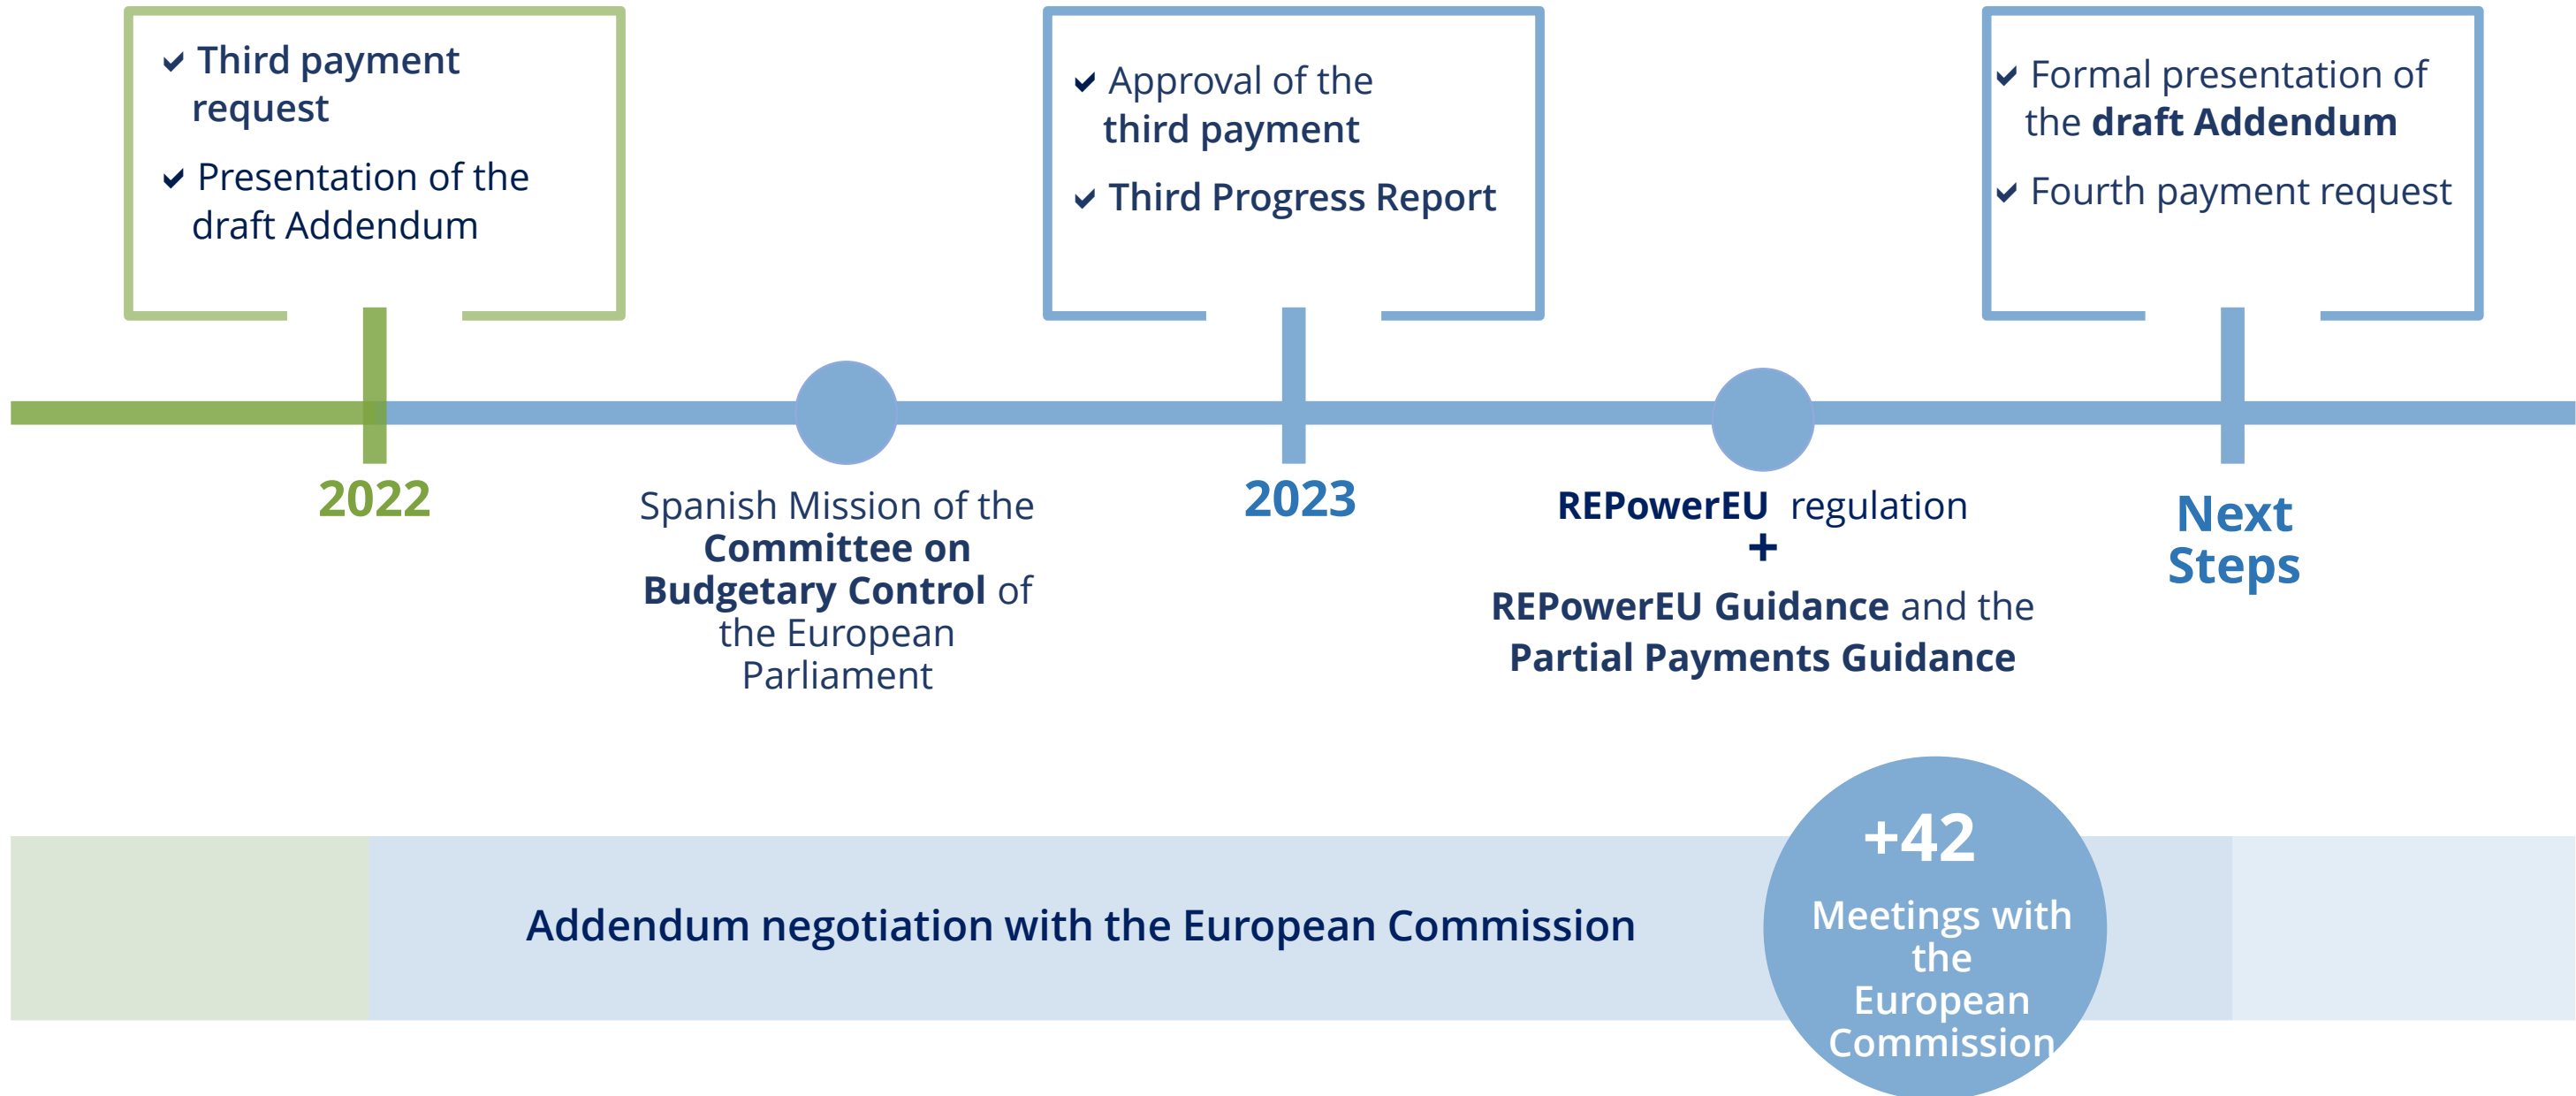 Third payment
request
Presentation of the
draft Addendum
Approval of the
third payment
Third Progress Report
Formal presentation of
the draft Addendum
Fourth payment request
2022
Spanish Mission of the
Committee on
Budgetary Control of
the European
Parliament
2023
REPowerEU regulation
+
REPowerEU Guidance and the
Partial Payments Guidance
Next
Steps
Addendum negotiation with the European Commission
+42
Meetings with
the
European
Commission